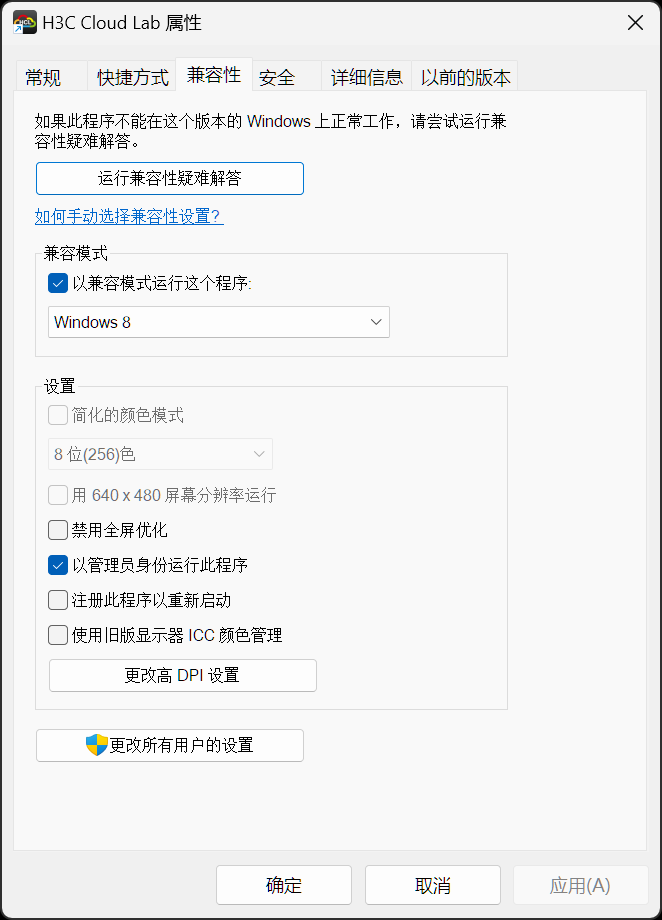 H3C Cloud Lab 属性
常规 快捷方式 兼容性 安全 详细信息 以前的版本
如果此程序不能在这个版本的 Windows 上正常工作，请尝试运行兼
容性疑难解答。
运行兼容性疑难解答
如何手动选择兼容性设置?
兼容模式
以兼容模式运行这个程序:
Windows 8
设置
简化的颜色模式
8 位(256)色
用 640 x 480 屏幕分辨率运行
禁用全屏优化
以管理员身份运行此程序
注册此程序以重新启动
使用旧版显示器 ICC 颜色管理
更改高 DPI 设置
更改所有用户的设置
确定 取消 应用(A)